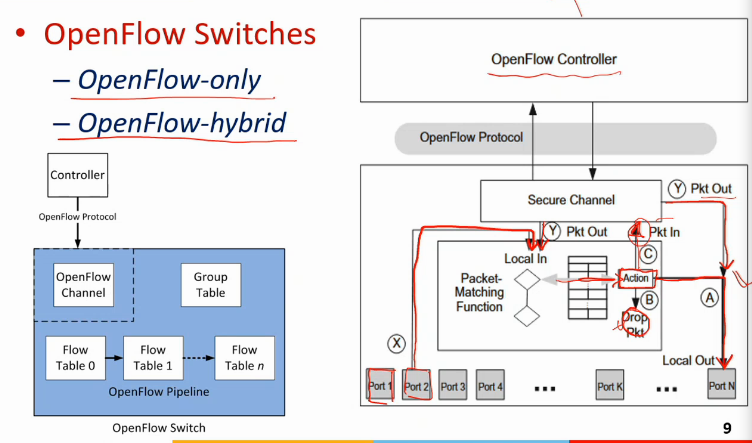 • OpenFlow Switches
– OpenFlow-only
– OpenFlow-hybrid
Controller
OpenFlow Protocol
OpenFlow
Channel
Group
Table
Flow
Table 0
Flow
Table 1
Flow
Table n
OpenFlow Pipeline
OpenFlow Switch
OpenFlow Controller
OpenFlow Protocol
Secure Channel
Y Pkt Out
Y Pkt Out
Pkt In
C
Local In
Packet-
Matching
Function
Action
B
A
Drop
Pkt
X
Local Out
Port 1
Port 2
Port 3
Port 4
•••
Port K
•••
Port N
9